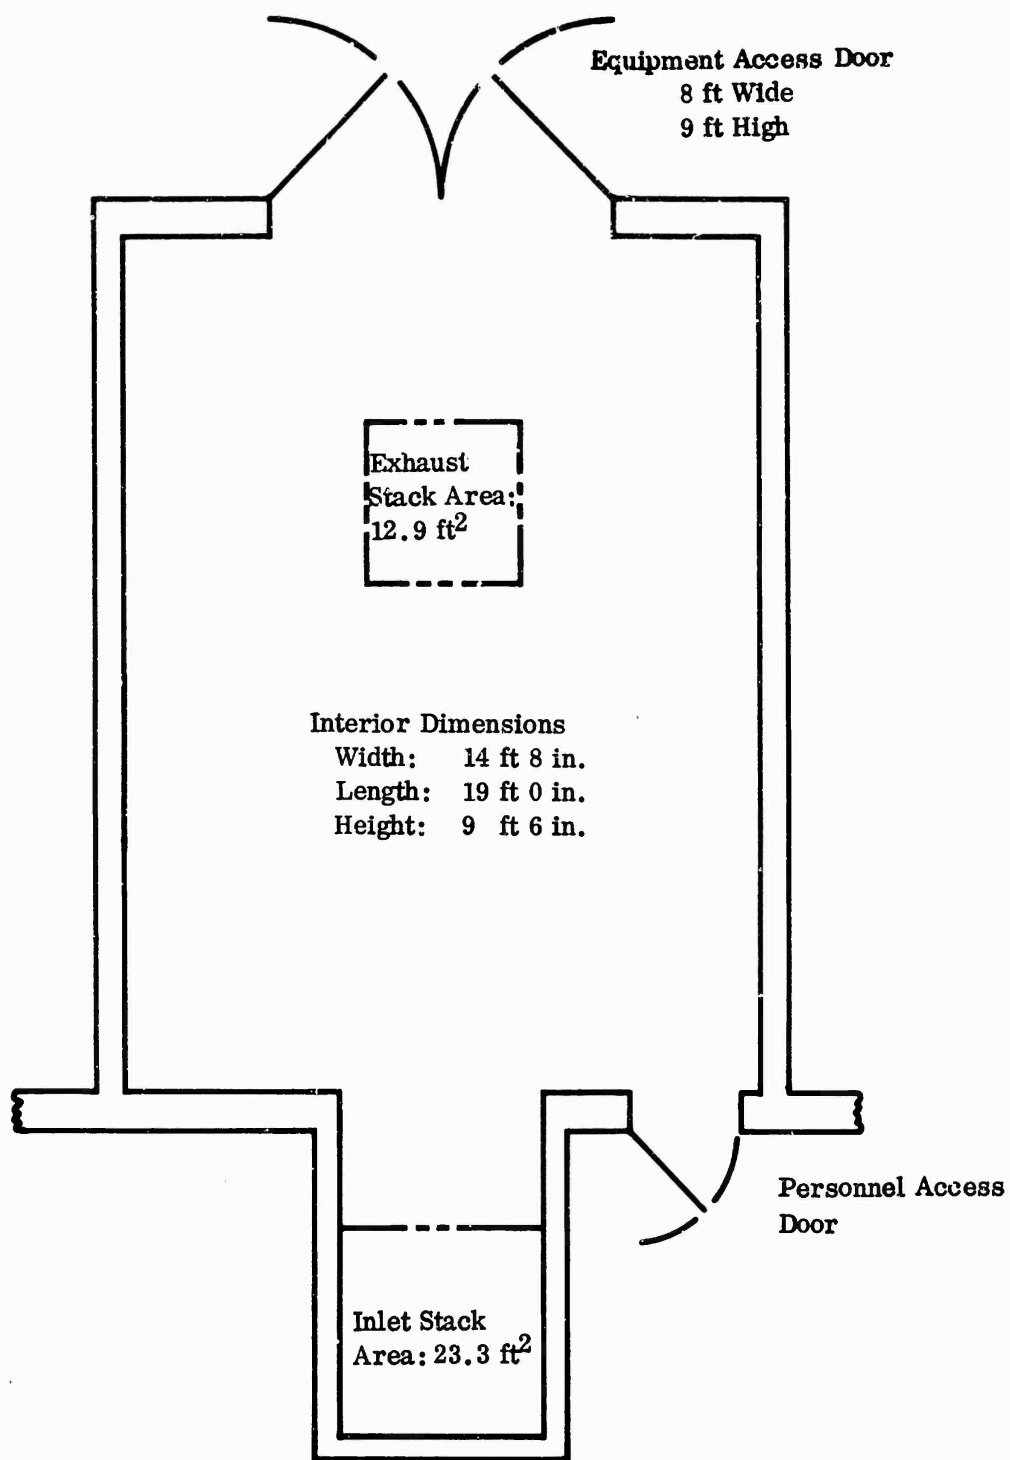 Equipment Access Door
8 ft Wide
9 ft High
Exhaust
Stack Area:
12.9 ft²
Interior Dimensions
Width: 14 ft 8 in.
Length: 19 ft 0 in.
Height: 9 ft 6 in.
Personnel Access
Door
Inlet Stack
Area: 23.3 ft²